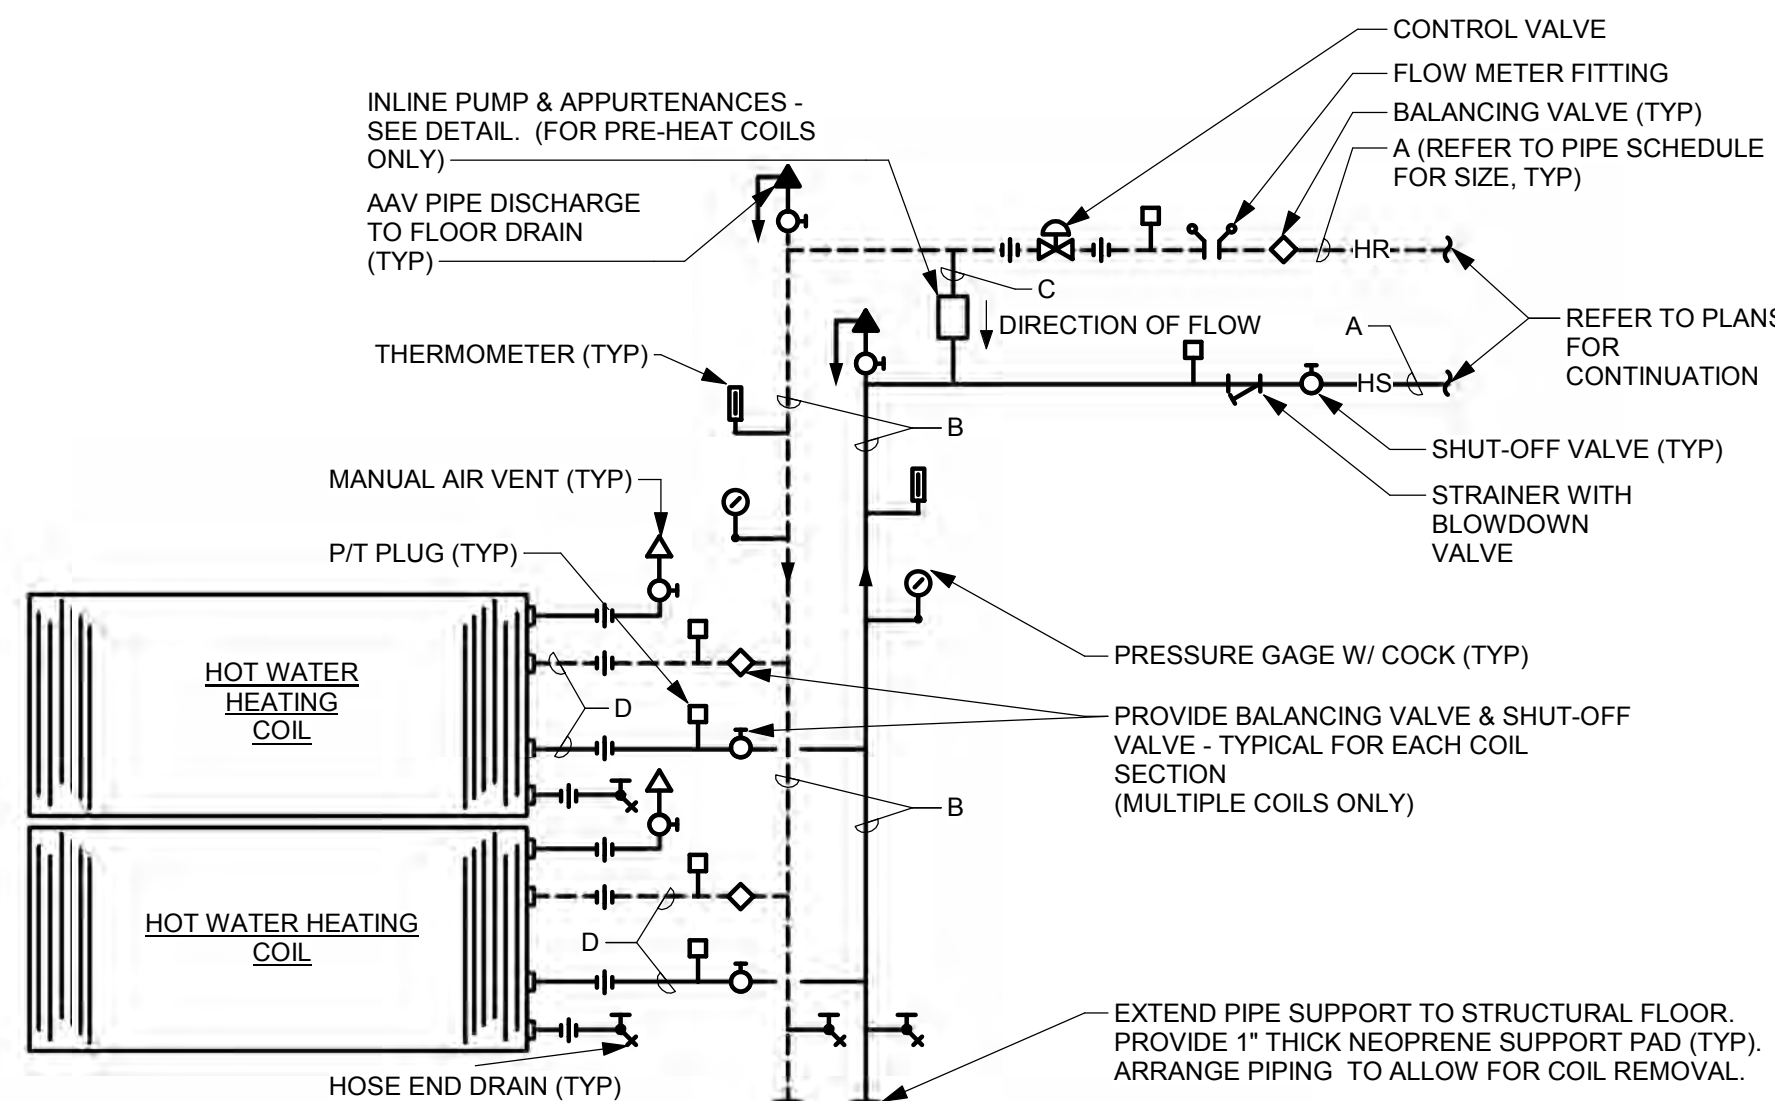 CONTROL VALVE
FLOW METER FITTING
BALANCING VALVE (TYP)
A (REFER TO PIPE SCHEDULE
FOR SIZE, TYP)
INLINE PUMP & APPURTENANCES -
SEE DETAIL. (FOR PRE-HEAT COILS
ONLY)
AAV PIPE DISCHARGE
TO FLOOR DRAIN
(TYP)
HR
C
DIRECTION OF FLOW
A
REFER TO PLANS
FOR
CONTINUATION
THERMOMETER (TYP)
HS
B
SHUT-OFF VALVE (TYP)
MANUAL AIR VENT (TYP)
STRAINER WITH
BLOWDOWN
VALVE
P/T PLUG (TYP)
PRESSURE GAGE W/ COCK (TYP)
HOT WATER
HEATING
COIL
D
PROVIDE BALANCING VALVE & SHUT-OFF
VALVE - TYPICAL FOR EACH COIL
SECTION
(MULTIPLE COILS ONLY)
B
HOT WATER HEATING
COIL
D
EXTEND PIPE SUPPORT TO STRUCTURAL FLOOR.
PROVIDE 1" THICK NEOPRENE SUPPORT PAD (TYP).
ARRANGE PIPING TO ALLOW FOR COIL REMOVAL.
HOSE END DRAIN (TYP)